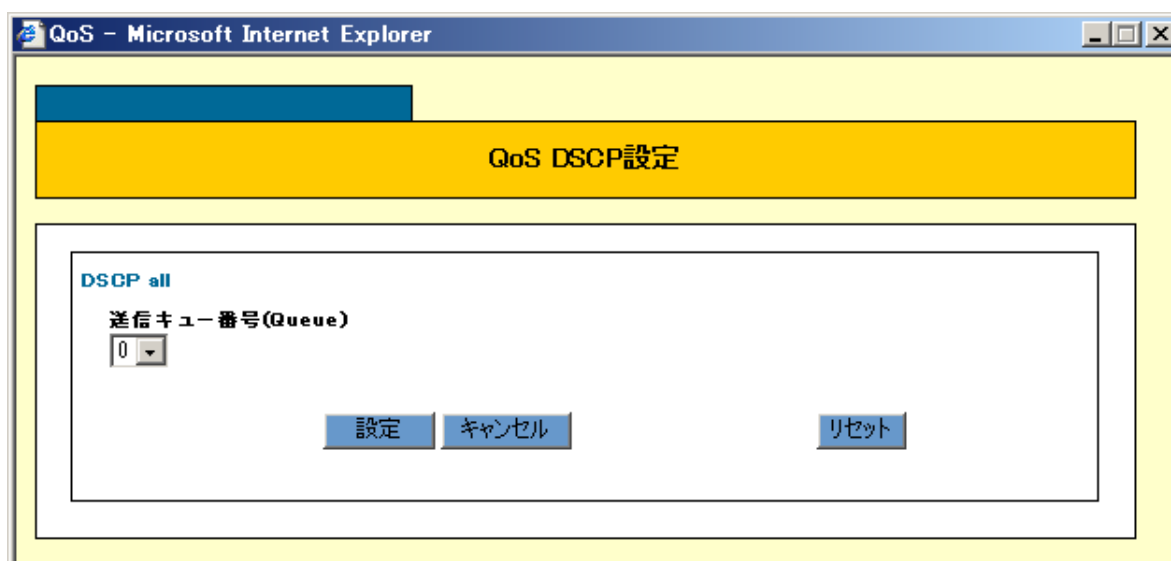 QoS - Microsoft Internet Explorer
QoS DSCP設定
DSCP all
送信キュー番号(Queue)
0
設定 キャンセル リセット